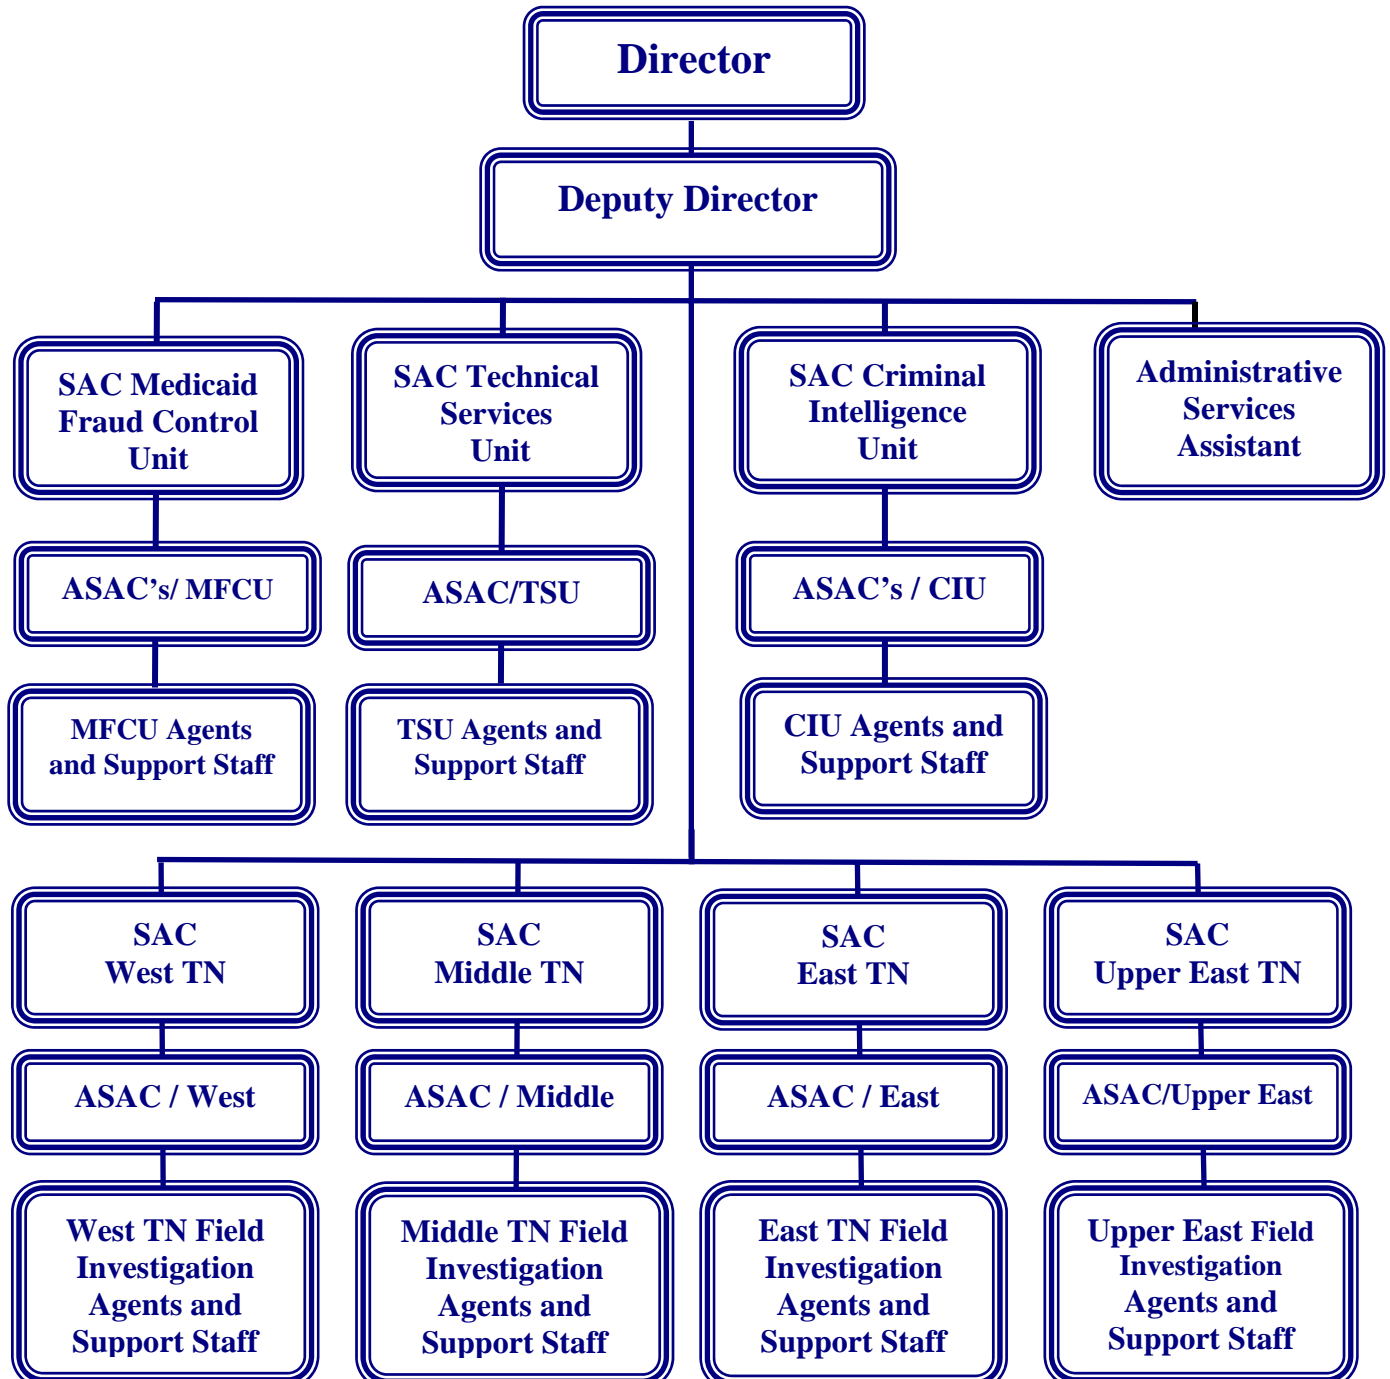 Director
Deputy Director
SAC Medicaid
Fraud Control
Unit
SAC Technical
Services
Unit
SAC Criminal
Intelligence
Unit
Administrative
Services
Assistant
ASAC's/ MFCU
ASAC/TSU
ASAC's / CIU
MFCU Agents
and Support Staff
TSU Agents and
Support Staff
CIU Agents and
Support Staff
SAC
West TN
SAC
Middle TN
SAC
East TN
SAC
Upper East TN
ASAC / West
ASAC / Middle
ASAC / East
ASAC/Upper East
West TN Field
Investigation
Agents and
Support Staff
Middle TN Field
Investigation
Agents and
Support Staff
East TN Field
Investigation
Agents and
Support Staff
Upper East Field
Investigation
Agents and
Support Staff